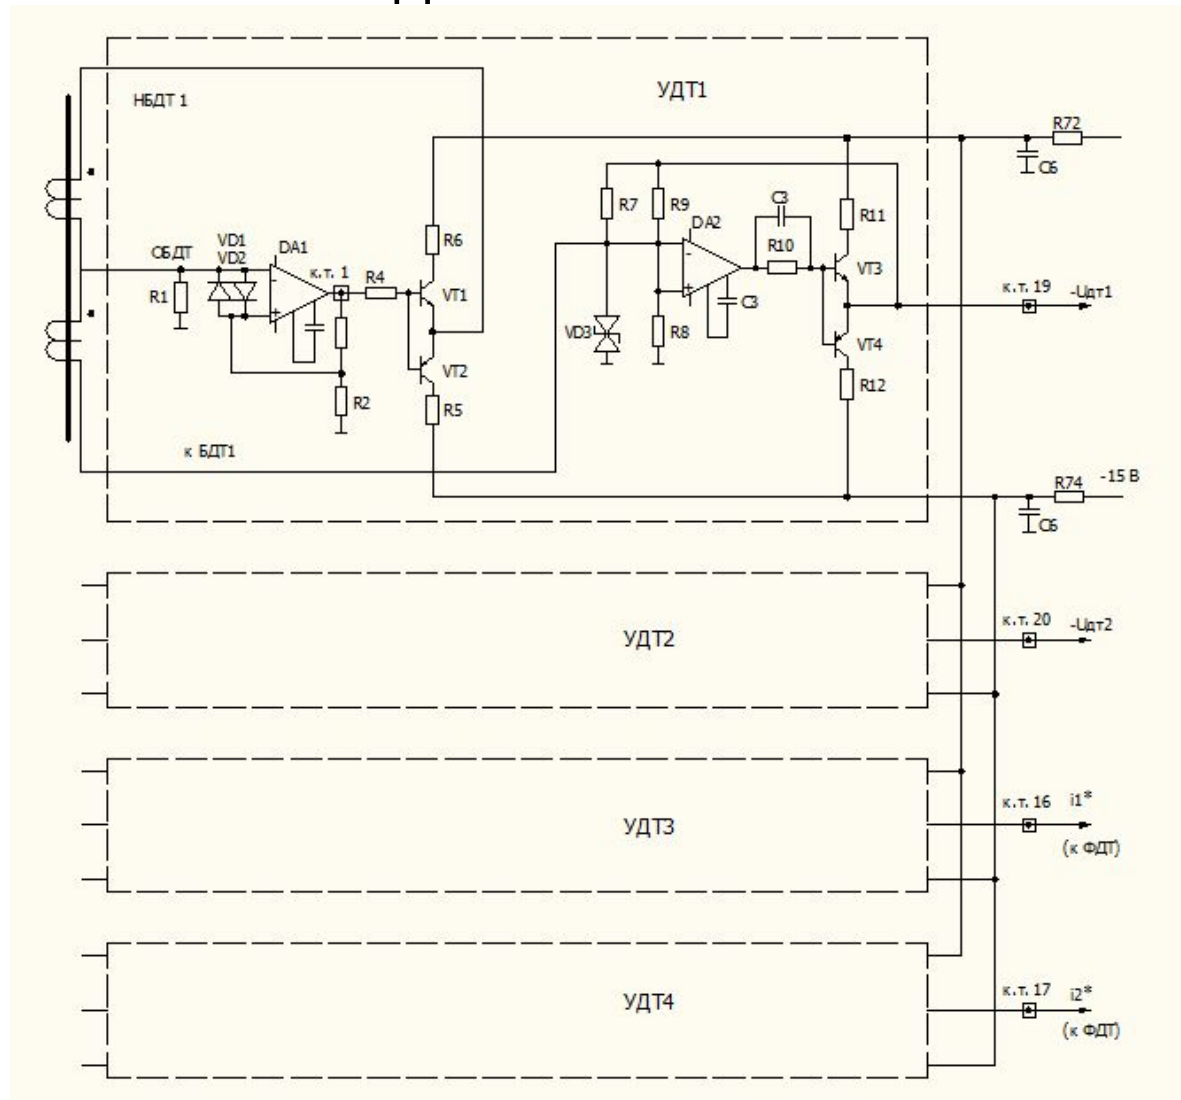 НБДТ 1
УДТ1
R72
C6
R7
R9
C3
R11
DA2
-
R10
ОБДТ
VD1
VD2
DA1
R6
к.т. 1
R4
VT3
-
R1
VT1
к.т. 19
-Uдт1
+
+
C3
VD3
R8
VT4
VT2
R12
R2
R5
к БДТ1
R74
-15 В
C6
к.т. 20
-Uдт2
УДТ2
к.т. 16
i1*
УДТ3
(к ФДТ)
к.т. 17
i2*
УДТ4
(к ФДТ)